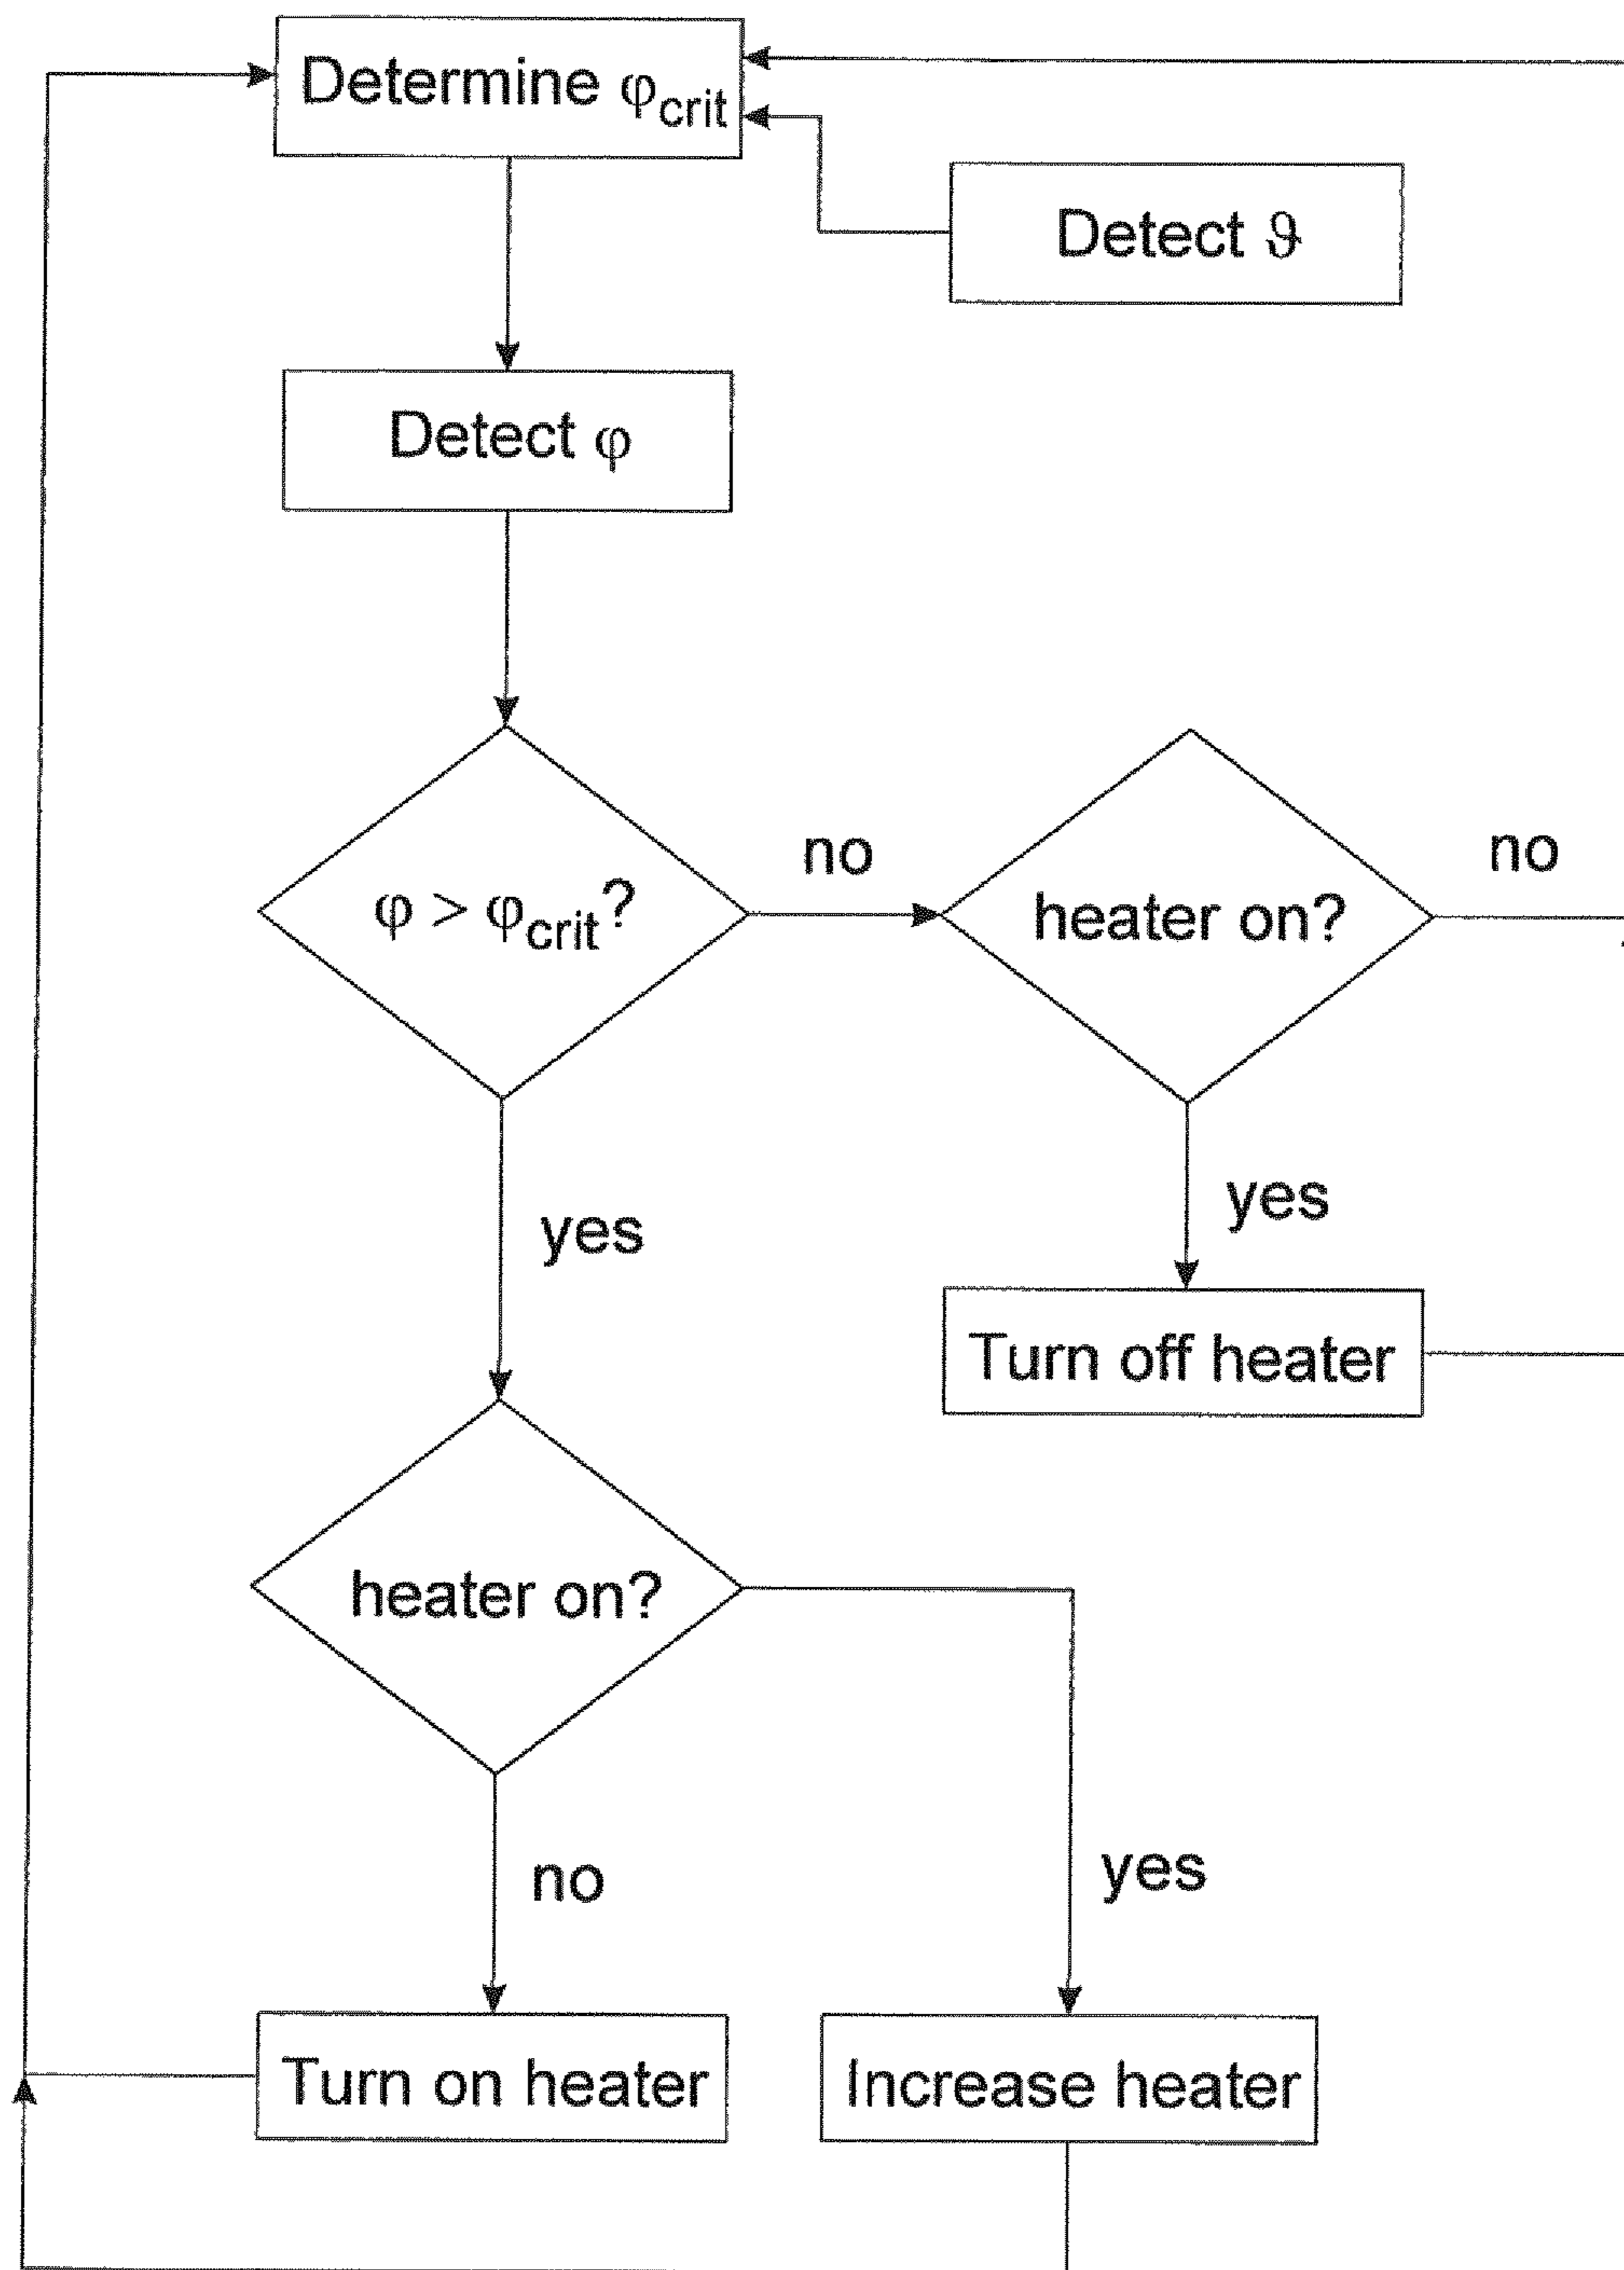 Determine φcrit
Detect ϑ
Detect φ
φ > φcrit?
no
heater on?
no
yes
yes
Turn off heater
heater on?
no
yes
Turn on heater
Increase heater